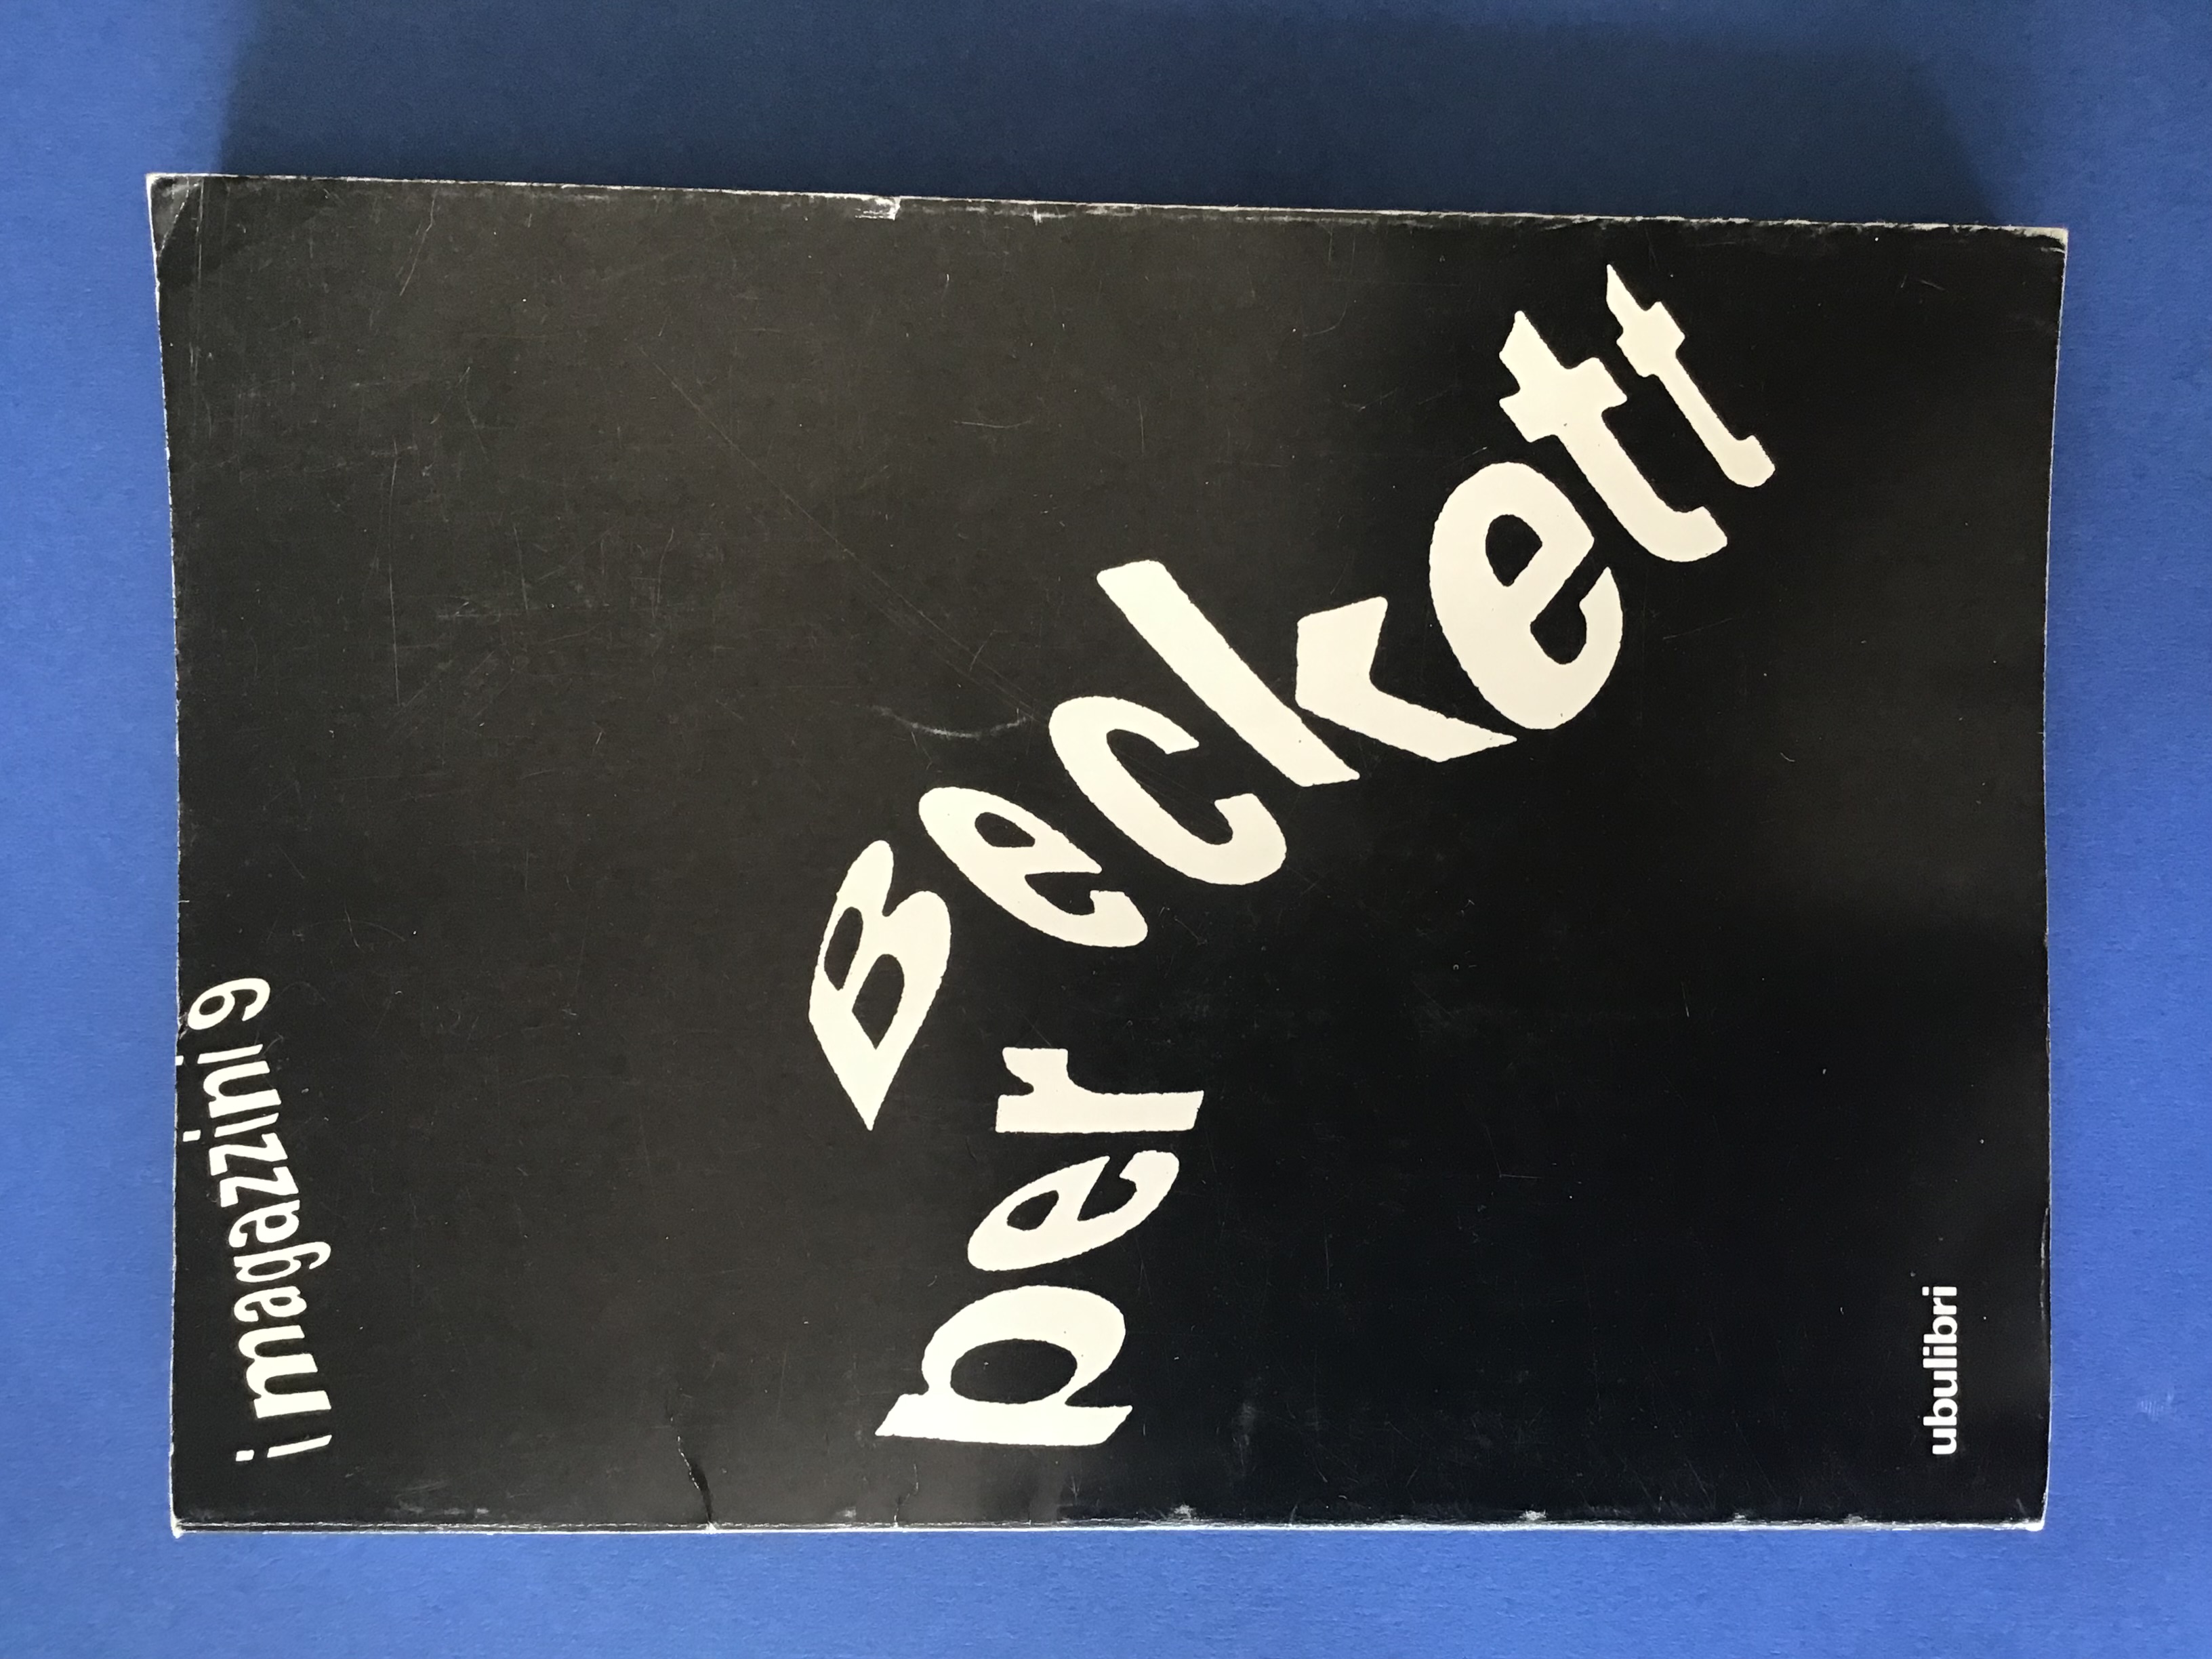 i magazzini 9
per Beckett
ubulibri